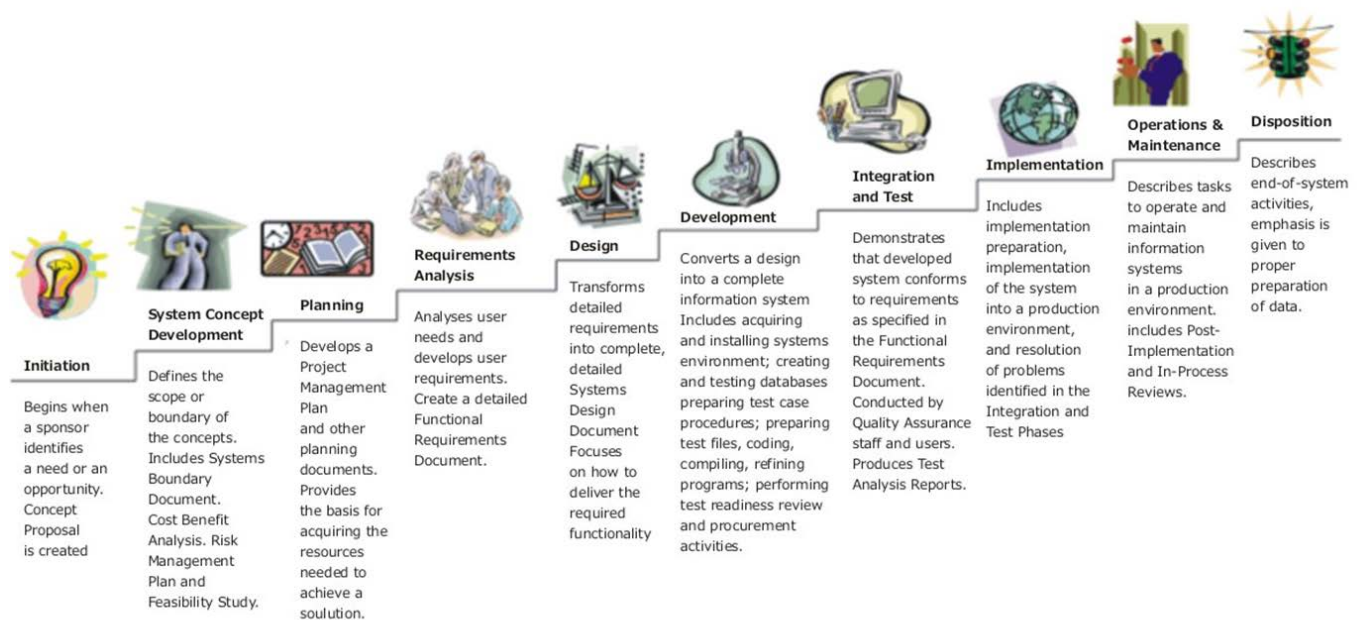 Initiation
Begins when
a sponsor
identifies
a need or an
opportunity.
Concept
Proposal
is created
System Concept
Development
Defines the
scope or
boundary of
the concepts.
Includes Systems
Boundary
Document.
Cost Benefit
Analysis. Risk
Management
Plan and
Feasibility Study.
Planning
Develops a
Project
Management
Plan
and other
planning
documents.
Provides
the basis for
acquiring the
resources
needed to
achieve a
soulution.
Requirements
Analysis
Analyses user
needs and
develops user
requirements.
Create a detailed
Functional
Requirements
Document.
Design
Transforms
detailed
requirements
into complete,
detailed
Systems
Design
Document
Focuses
on how to
deliver the
required
functionality
Development
Converts a design
into a complete
information system
Includes acquiring
and installing systems
environment; creating
and testing databases
preparing test case
procedures; preparing
test files, coding,
compiling, refining
programs; performing
test readiness review
and procurement
activities.
Integration
and Test
Demonstrates
that developed
system conforms
to requirements
as specified in
the Functional
Requirements
Document.
Conducted by
Quality Assurance
staff and users.
Produces Test
Analysis Reports.
Implementation
Includes
implementation
preparation,
implementation
of the system
into a production
environment,
and resolution
of problems
identified in the
Integration and
Test Phases
Operations &
Maintenance
Describes tasks
to operate and
maintain
information
systems
in a production
environment.
includes Post-
Implementation
and In-Process
Reviews.
Disposition
Describes
end-of-system
activities,
emphasis is
given to
proper
preparation
of data.